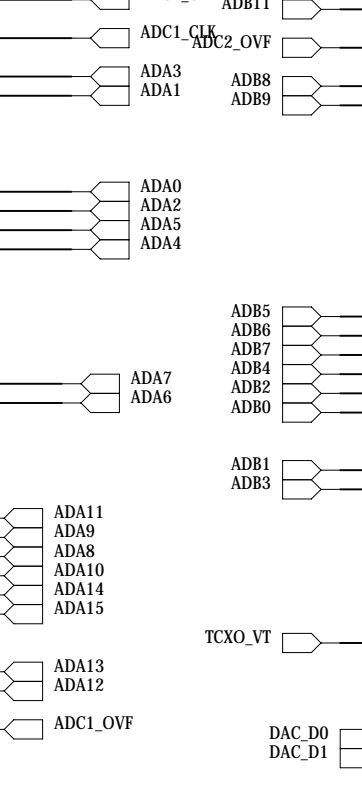 ADB11
ADC1_CLK
ADC2_OVF
ADA3
ADA1
ADB8
ADB9
ADA0
ADA2
ADA5
ADA4
ADB5
ADB6
ADB7
ADB4
ADB2
ADB0
ADA7
ADA6
ADB1
ADB3
ADA11
ADA9
ADA8
ADA10
ADA14
ADA15
TCXO_VT
ADA13
ADA12
ADC1_OVF
DAC_D0
DAC_D1